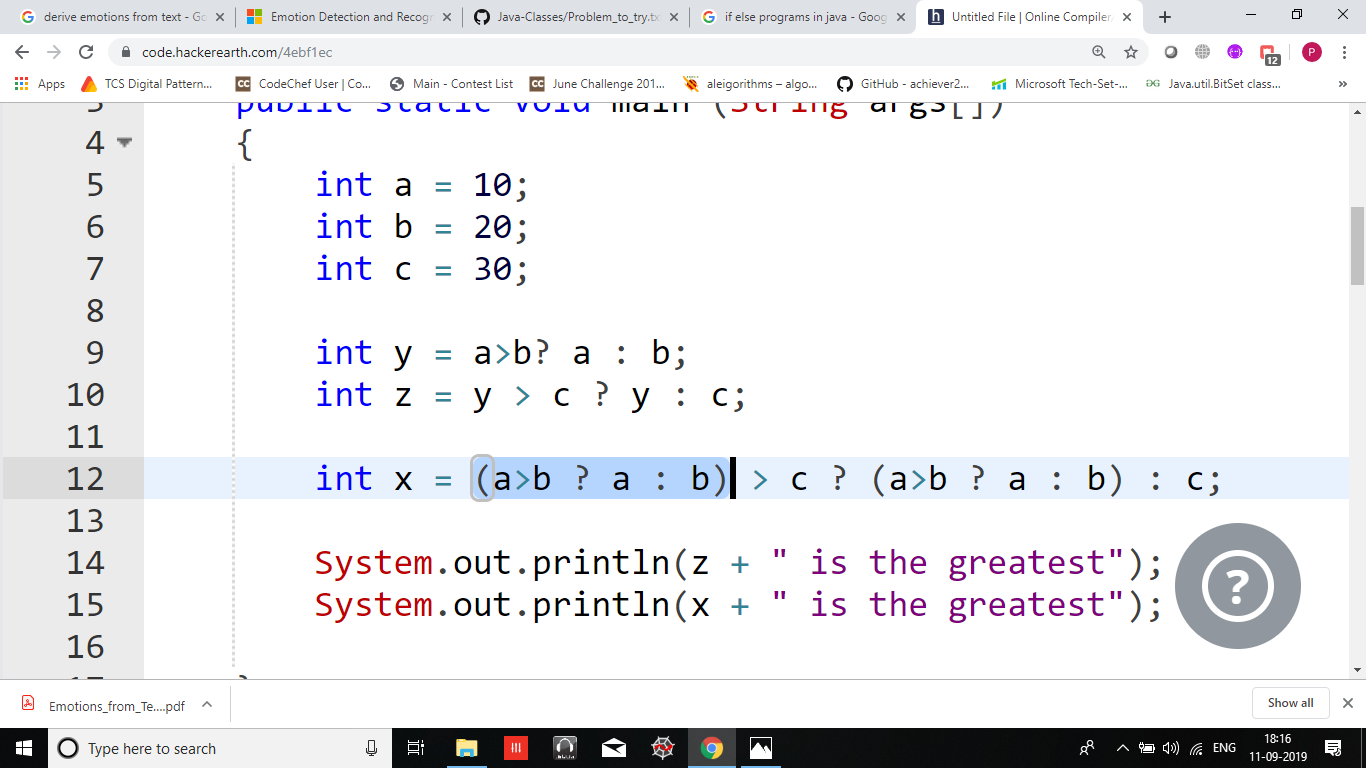 derive emotions from text - Go
Emotion Detection and Recogn
Java-Classes/Problem_to_try.tx
if else programs in java - Goog
Untitled File | Online Compiler
code.hackerearth.com/4ebf1ec
12
P
Apps
TCS Digital Pattern...
CC
CodeChef User | Co...
Main - Contest List
CC
June Challenge 201...
aleigorithms – algo...
GitHub - achiever2...
Microsoft Tech-Set-...
Java.util.BitSet class...
»
3 public static void main (String args[])
4 {
5 int a = 10;
6 int b = 20;
7 int c = 30;
8
9 int y = a>b? a : b;
10 int z = y > c ? y : c;
11
12 int x = (a>b ? a : b) > c ? (a>b ? a : b) : c;
13
14 System.out.println(z + " is the greatest");
15 System.out.println(x + " is the greatest");
16
17 }
?
Emotions_from_Te....pdf
Show all
Type here to search
ENG
18:16
11-09-2019